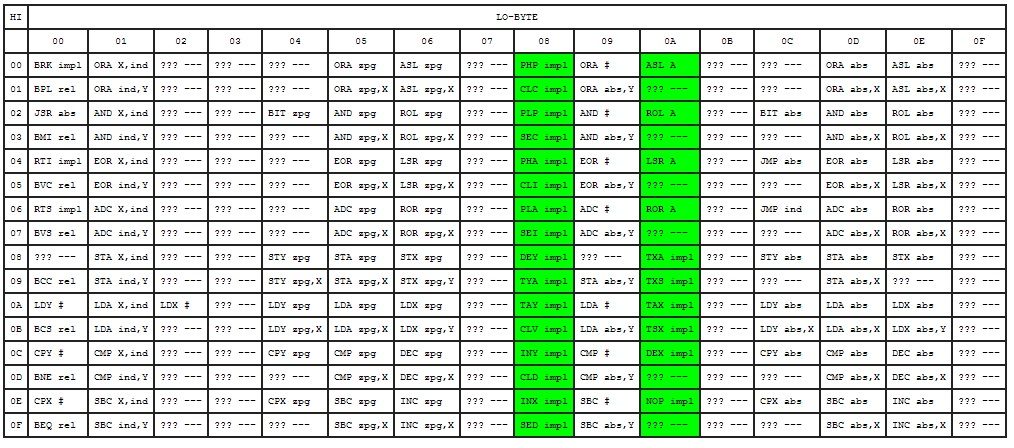 HI LO-BYTE
00 01 02 03 04 05 06 07 08 09 0A 0B 0C 0D 0E 0F
00 BRK impl ORA X,ind ??? --- ??? --- ??? --- ORA zpg ASL zpg ??? --- PHP impl ORA # ASL A ??? --- ??? --- ORA abs ASL abs ??? ---
01 BPL rel ORA ind,Y ??? --- ??? --- ??? --- ORA zpg,X ASL zpg,X ??? --- CLC impl ORA abs,Y ??? --- ??? --- ??? --- ORA abs,X ASL abs,X ??? ---
02 JSR abs AND X,ind ??? --- ??? --- BIT zpg AND zpg ROL zpg ??? --- PLP impl AND # ROL A ??? --- BIT abs AND abs ROL abs ??? ---
03 BMI rel AND ind,Y ??? --- ??? --- ??? --- AND zpg,X ROL zpg,X ??? --- SEC impl AND abs,Y ??? --- ??? --- ??? --- AND abs,X ROL abs,X ??? ---
04 RTI impl EOR X,ind ??? --- ??? --- ??? --- EOR zpg LSR zpg ??? --- PHA impl EOR # LSR A ??? --- JMP abs EOR abs LSR abs ??? ---
05 BVC rel EOR ind,Y ??? --- ??? --- ??? --- EOR zpg,X LSR zpg,X ??? --- CLI impl EOR abs,Y ??? --- ??? --- ??? --- EOR abs,X LSR abs,X ??? ---
06 RTS impl ADC X,ind ??? --- ??? --- ??? --- ADC zpg ROR zpg ??? --- PLA impl ADC # ROR A ??? --- JMP ind ADC abs ROR abs ??? ---
07 BVS rel ADC ind,Y ??? --- ??? --- ??? --- ADC zpg,X ROR zpg,X ??? --- SEI impl ADC abs,Y ??? --- ??? --- ??? --- ADC abs,X ROR abs,X ??? ---
08 ??? --- STA X,ind ??? --- ??? --- STY zpg STA zpg STX zpg ??? --- DEY impl ??? --- TXA impl ??? --- STY abs STA abs STX abs ??? ---
09 BCC rel STA ind,Y ??? --- ??? --- STY zpg,X STA zpg,X STX zpg,Y ??? --- TYA impl STA abs,Y TXS impl ??? --- ??? --- STA abs,X ??? --- ??? ---
0A LDY # LDA X,ind LDX # ??? --- LDY zpg LDA zpg LDX zpg ??? --- TAY impl LDA # TAX impl ??? --- LDY abs LDA abs LDX abs ??? ---
0B BCS rel LDA ind,Y ??? --- ??? --- LDY zpg,X LDA zpg,X LDX zpg,Y ??? --- CLV impl LDA abs,Y TSX impl ??? --- LDY abs,X LDA abs,X LDX abs,Y ??? ---
0C CPY # CMP X,ind ??? --- ??? --- CPY zpg CMP zpg DEC zpg ??? --- INY impl CMP # DEX impl ??? --- CPY abs CMP abs DEC abs ??? ---
0D BNE rel CMP ind,Y ??? --- ??? --- ??? --- CMP zpg,X DEC zpg,X ??? --- CLD impl CMP abs,Y ??? --- ??? --- ??? --- CMP abs,X DEC abs,X ??? ---
0E CPX # SBC X,ind ??? --- ??? --- CPX zpg SBC zpg INC zpg ??? --- INX impl SBC # NOP impl ??? --- CPX abs SBC abs INC abs ??? ---
0F BEQ rel SBC ind,Y ??? --- ??? --- ??? --- SBC zpg,X INC zpg,X ??? --- SED impl SBC abs,Y ??? --- ??? --- ??? --- SBC abs,X INC abs,X ??? ---